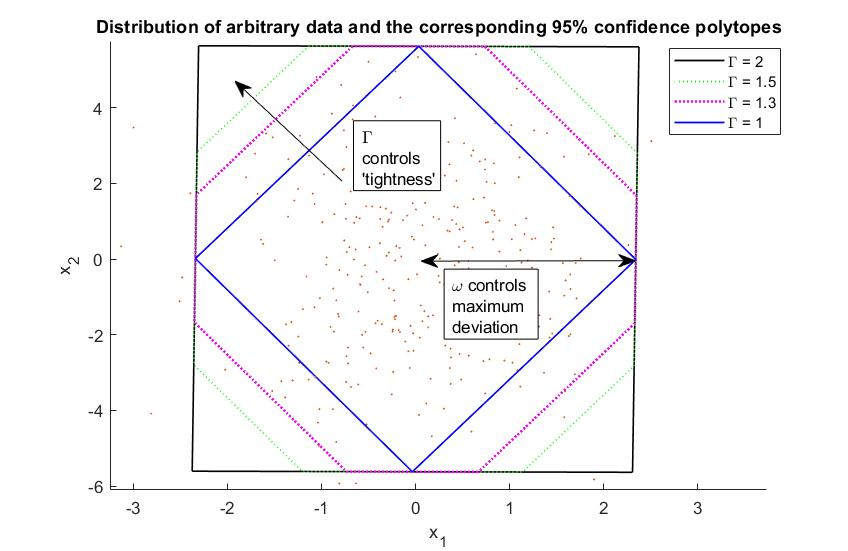 Distribution of arbitrary data and the corresponding 95% confidence polytopes
Γ = 2
Γ = 1.5
Γ = 1.3
Γ = 1
Γ
controls
'tightness'
ω controls
maximum
deviation
x2
4
2
0
-2
-4
-6
-3 -2 -1 0 1 2 3
x1